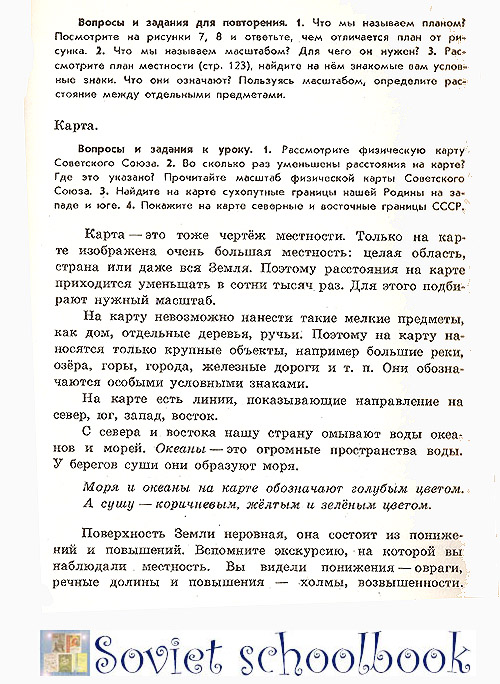 Вопросы и задания для повторения. 1. Что мы называем планом?
Посмотрите на рисунки 7, 8 и ответьте, чем отличается план от ри-
сунка. 2. Что мы называем масштабом? Для чего он нужен? 3. Рас-
смотрите план местности (стр. 123), найдите на нём знакомые вам услов-
ные знаки. Что они означают? Пользуясь масштабом, определите рас-
стояние между отдельными предметами.
Карта.
Вопросы и задания к уроку. 1. Рассмотрите физическую карту
Советского Союза. 2. Во сколько раз уменьшены расстояния на карте?
Где это указано? Прочитайте масштаб физической карты Советского
Союза. 3. Найдите на карте сухопутные границы нашей Родины на за-
паде и юге. 4. Покажите на карте северные и восточные границы СССР.
Карта — это тоже чертёж местности. Только на кар-
те изображена очень большая местность: целая область,
страна или даже вся Земля. Поэтому расстояния на карте
приходится уменьшать в сотни тысяч раз. Для этого подби-
рают нужный масштаб.
На карту невозможно нанести такие мелкие предметы,
как дом, отдельные деревья, ручьи. Поэтому на карту на-
носятся только крупные объекты, например большие реки,
озёра, горы, города, железные дороги и т. п. Они обозна-
чаются особыми условными знаками.
На карте есть линии, показывающие направление на
север, юг, запад, восток.
С севера и востока нашу страну омывают воды океа-
нов и морей. Океаны — это огромные пространства воды.
У берегов суши они образуют моря.
Моря и океаны на карте обозначают голубым цветом.
А сушу — коричневым, жёлтым и зелёным цветом.
Поверхность Земли неровная, она состоит из пониже-
ний и повышений. Вспомните экскурсию, на которой вы
наблюдали местность. Вы видели понижения — овраги,
речные долины и повышения — холмы, возвышенности.
Soviet schoolbook